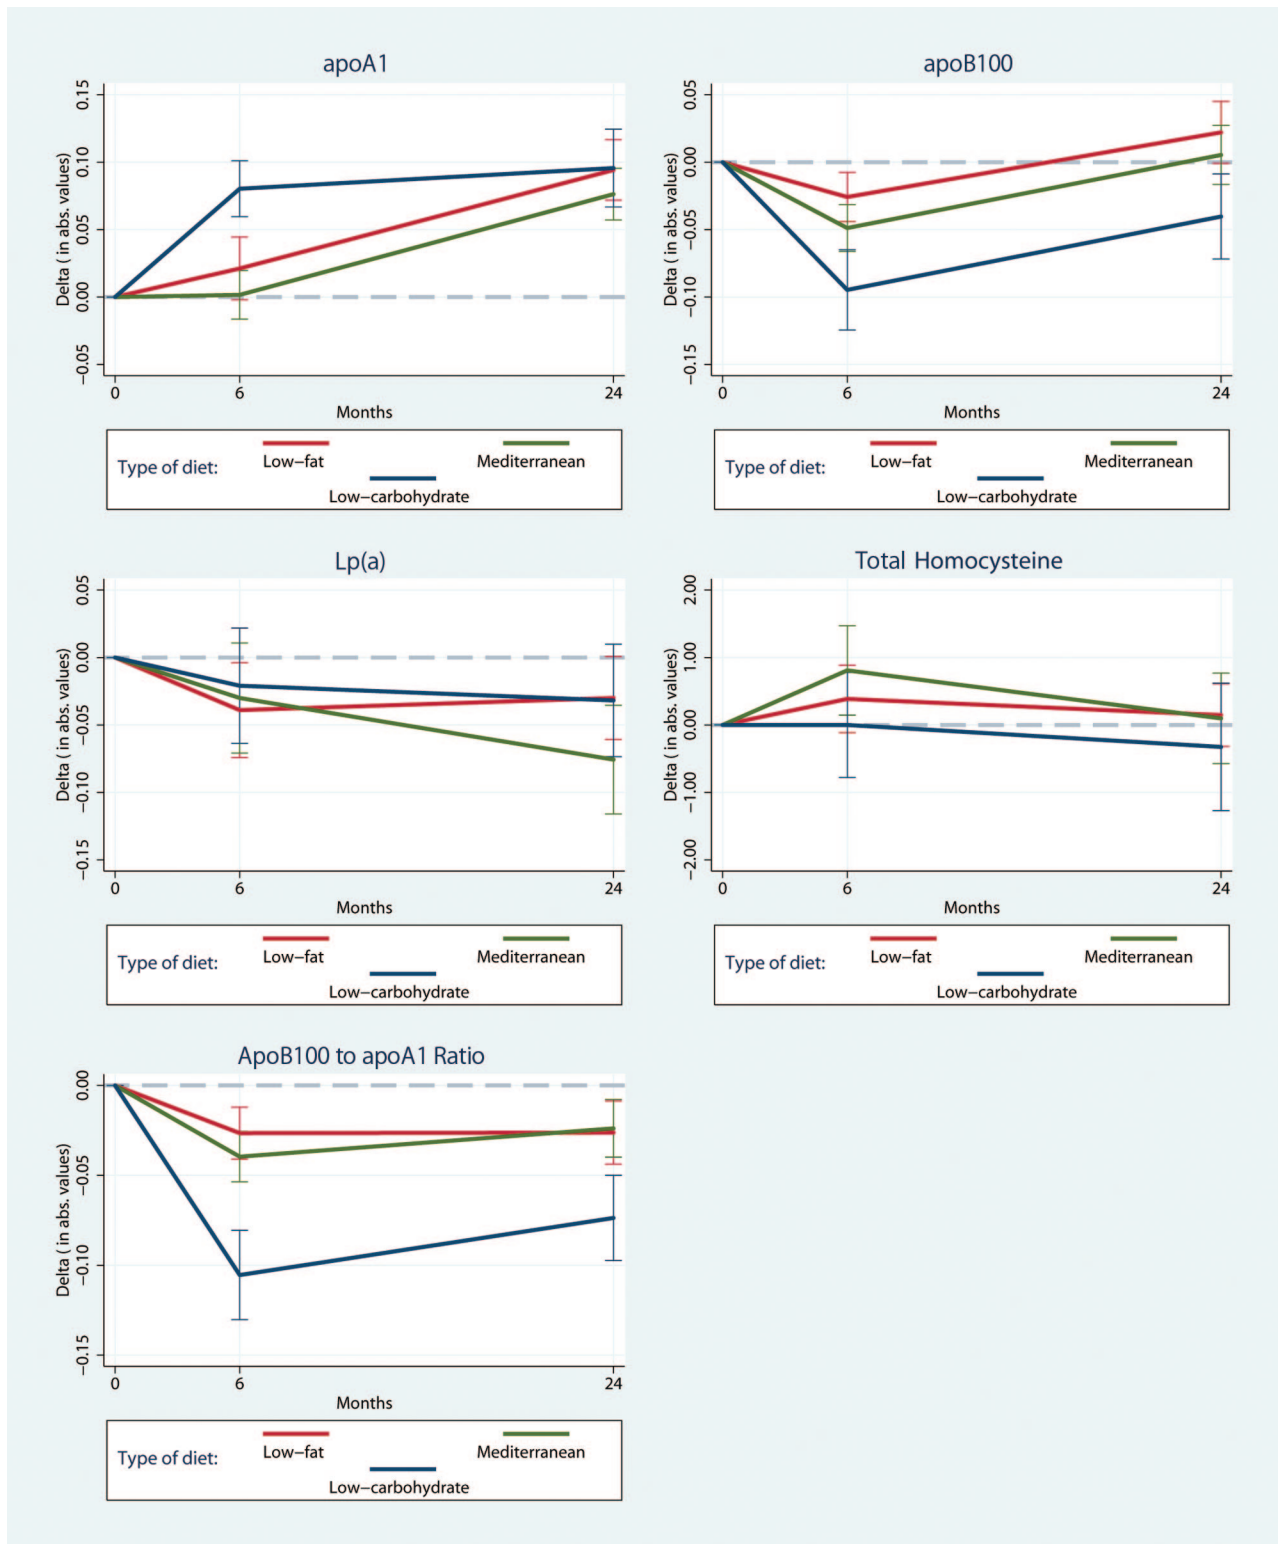 apoA1
Delta ( in abs. values)
0.15
0.10
0.05
0.00
−0.05
0 6 24
Months
Type of diet:
Low−fat
Mediterranean
Low−carbohydrate
apoB100
Delta ( in abs. values)
0.05
0.00
−0.05
−0.10
−0.15
0 6 24
Months
Type of diet:
Low−fat
Mediterranean
Low−carbohydrate
Lp(a)
Delta ( in abs. values)
0.05
0.00
−0.05
−0.10
−0.15
0 6 24
Months
Type of diet:
Low−fat
Mediterranean
Low−carbohydrate
Total Homocysteine
Delta ( in abs. values)
2.00
1.00
0.00
−1.00
−2.00
0 6 24
Months
Type of diet:
Low−fat
Mediterranean
Low−carbohydrate
ApoB100 to apoA1 Ratio
Delta ( in abs. values)
0.00
−0.05
−0.10
−0.15
0 6 24
Months
Type of diet:
Low−fat
Mediterranean
Low−carbohydrate